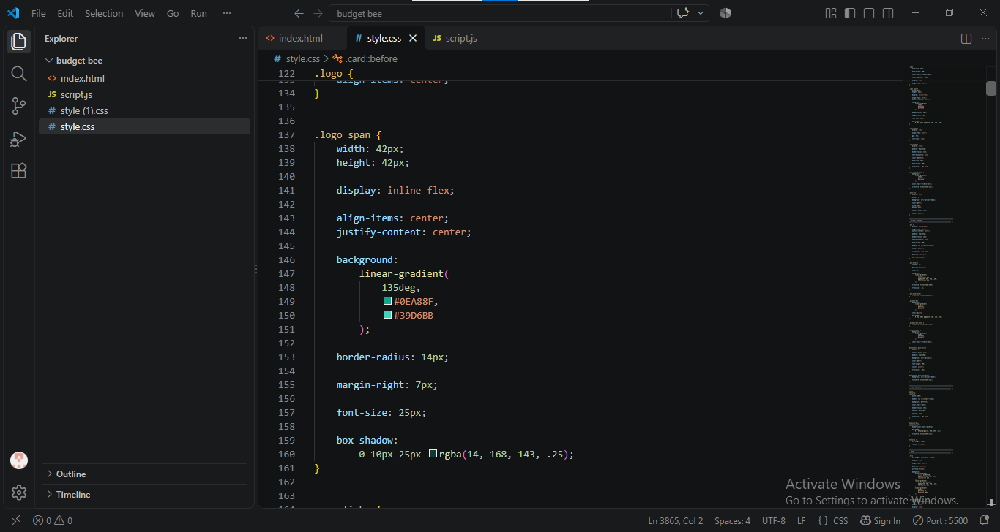 File Edit Selection View Go Run ··· budget bee
Explorer ···
budget bee
index.html
script.js
style (1).css
style.css
Outline
Timeline
index.html style.css script.js
style.css > .card::before
122 .logo {
134 }
135
136
137 .logo span {
138 width: 42px;
139 height: 42px;
140
141 display: inline-flex;
142
143 align-items: center;
144 justify-content: center;
145
146 background:
147 linear-gradient(
148 135deg,
149 #0EA88F,
150 #39D6BB
151 );
152
153 border-radius: 14px;
154
155 margin-right: 7px;
156
157 font-size: 25px;
158
159 box-shadow:
160 0 10px 25px rgba(14, 168, 143, .25);
161 }
162
163
Activate Windows
Go to Settings to activate Windows.
0 0 Ln 3865, Col 2 Spaces: 4 UTF-8 LF { } CSS Sign In Port : 5500